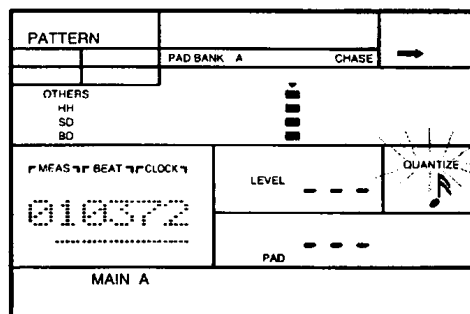 PATTERN
PAD BANK A CHASE
OTHERS
HH
SD
BD
MEAS BEAT CLOCK
010372
LEVEL - - -
QUANTIZE
PAD - - -
MAIN A